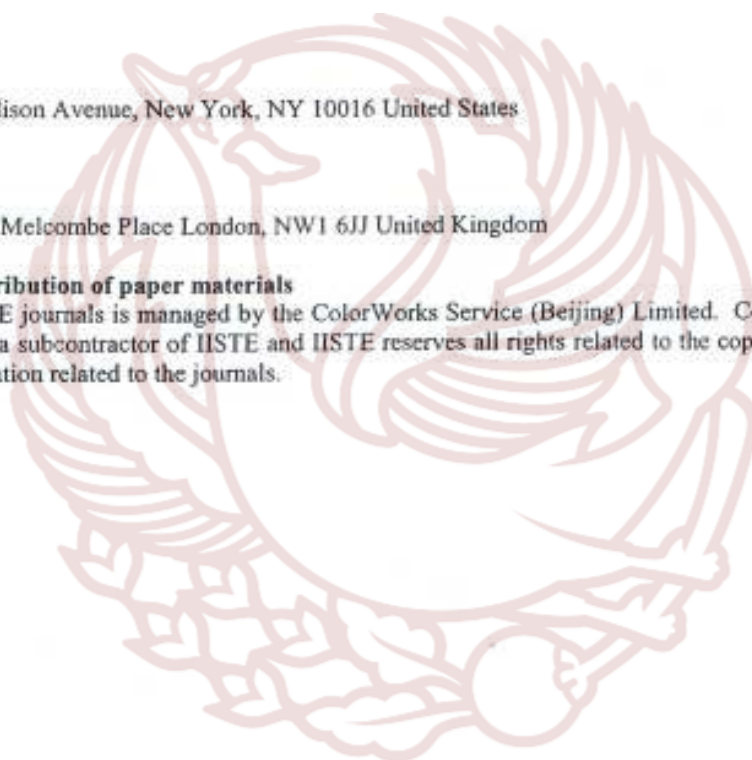 ison Avenue, New York, NY 10016 United States
Melcombe Place London, NW1 6JJ United Kingdom
ribution of paper materials
E journals is managed by the ColorWorks Service (Beijing) Limited. C
a subcontractor of IISTE and IISTE reserves all rights related to the cop
tion related to the journals.